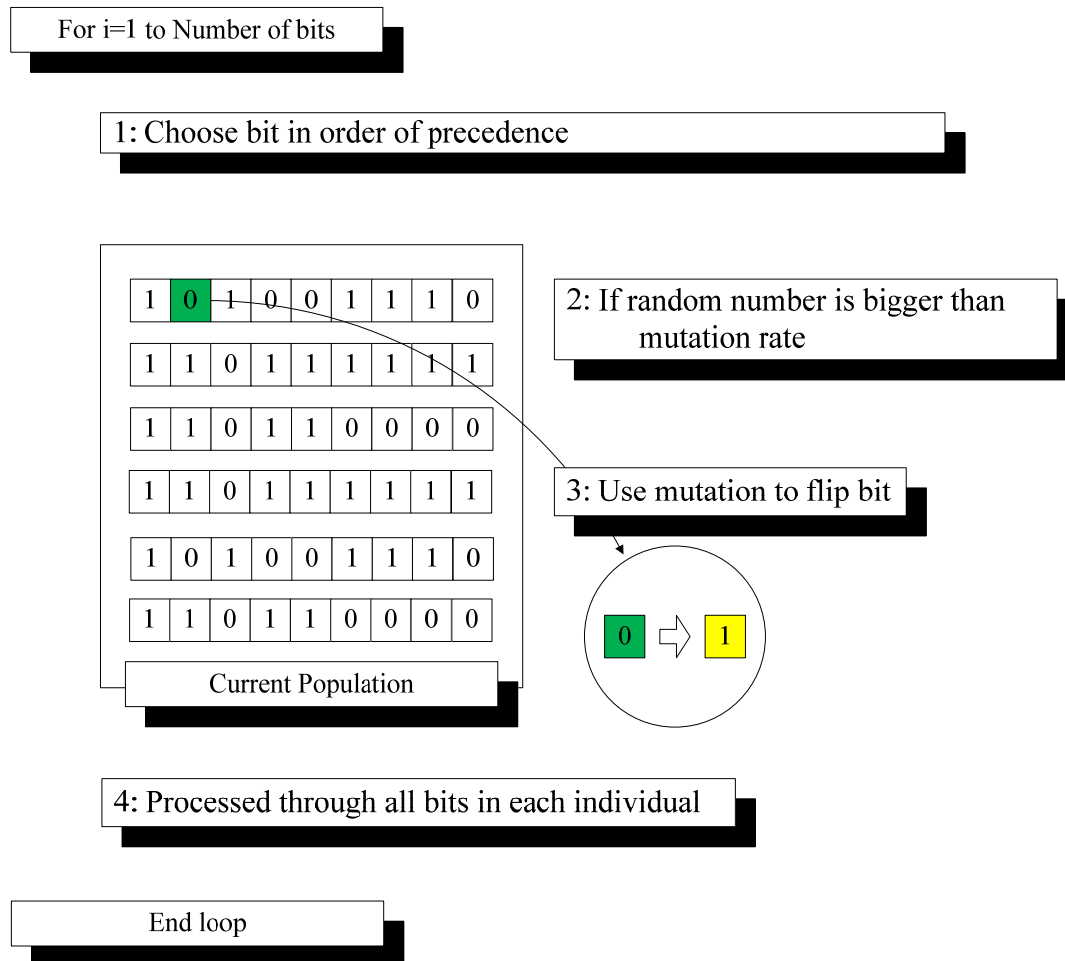 For i=1 to Number of bits
1: Choose bit in order of precedence
1 0 1 0 0 1 1 1 0
1 1 0 1 1 1 1 1 1
1 1 0 1 1 0 0 0 0
1 1 0 1 1 1 1 1 1
1 0 1 0 0 1 1 1 0
1 1 0 1 1 0 0 0 0
Current Population
2: If random number is bigger than
mutation rate
3: Use mutation to flip bit
0 1
4: Processed through all bits in each individual
End loop